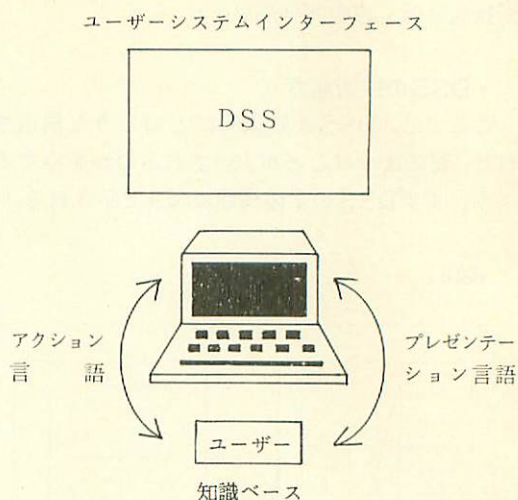 ユーザーシステムインターフェース
DSS
アクション
言語
プレゼンテー
ション言語
ユーザー
知識ベース